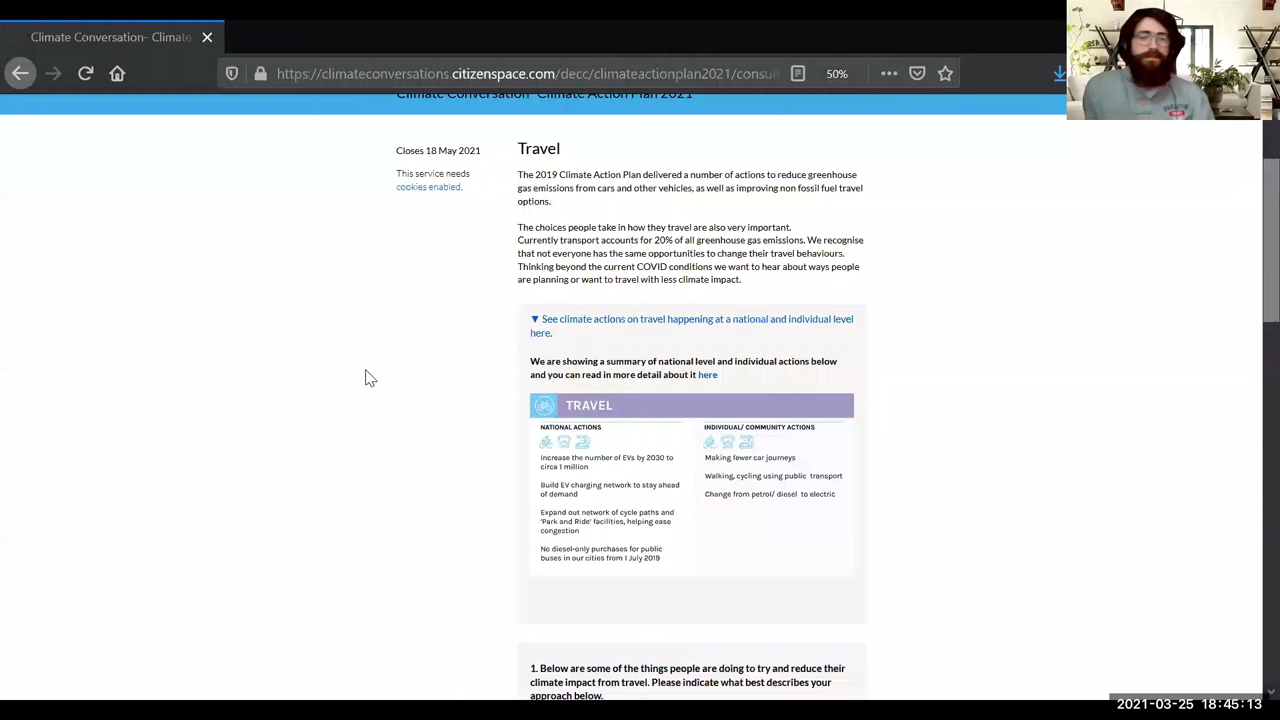 Climate Conversation- Climate
https://climateconversations.citizenspace.com/decc/climateactionplan2021/consul
50%
Climate Conversation- Climate Action Plan 2021
Closes 18 May 2021
This service needs
cookies enabled.
Travel
The 2019 Climate Action Plan delivered a number of actions to reduce greenhouse
gas emissions from cars and other vehicles, as well as improving non fossil fuel travel
options.
The choices people take in how they travel are also very important.
Currently transport accounts for 20% of all greenhouse gas emissions. We recognise
that not everyone has the same opportunities to change their travel behaviours.
Thinking beyond the current COVID conditions we want to hear about ways people
are planning or want to travel with less climate impact.
▼ See climate actions on travel happening at a national and individual level
here.
We are showing a summary of national level and individual actions below
and you can read in more detail about it here
TRAVEL
NATIONAL ACTIONS
Increase the number of EVs by 2030 to
circa 1 million
Build EV charging network to stay ahead
of demand
Expand out network of cycle paths and
'Park and Ride' facilities, helping ease
congestion
No diesel-only purchases for public
buses in our cities from 1 July 2019
INDIVIDUAL/ COMMUNITY ACTIONS
Making fewer car journeys
Walking, cycling using public transport
Change from petrol/ diesel to electric
1. Below are some of the things people are doing to try and reduce their
climate impact from travel. Please indicate what best describes your
approach below.
2021-03-25 18:45:13